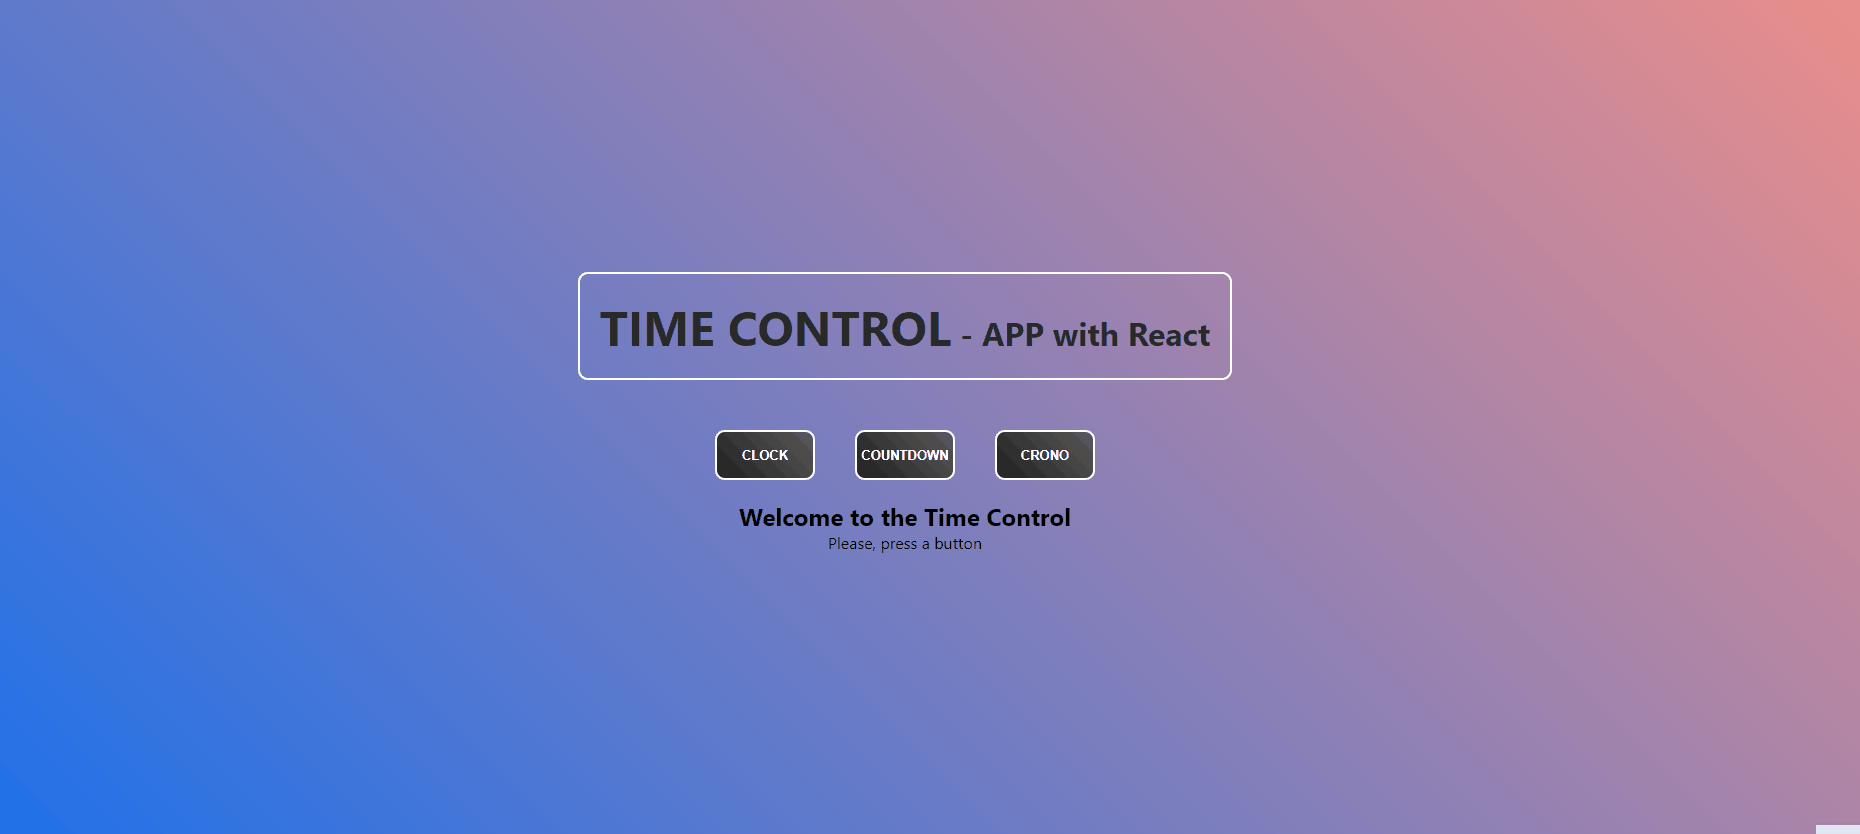 TIME CONTROL - APP with React
CLOCK COUNTDOWN CRONO
Welcome to the Time Control
Please, press a button